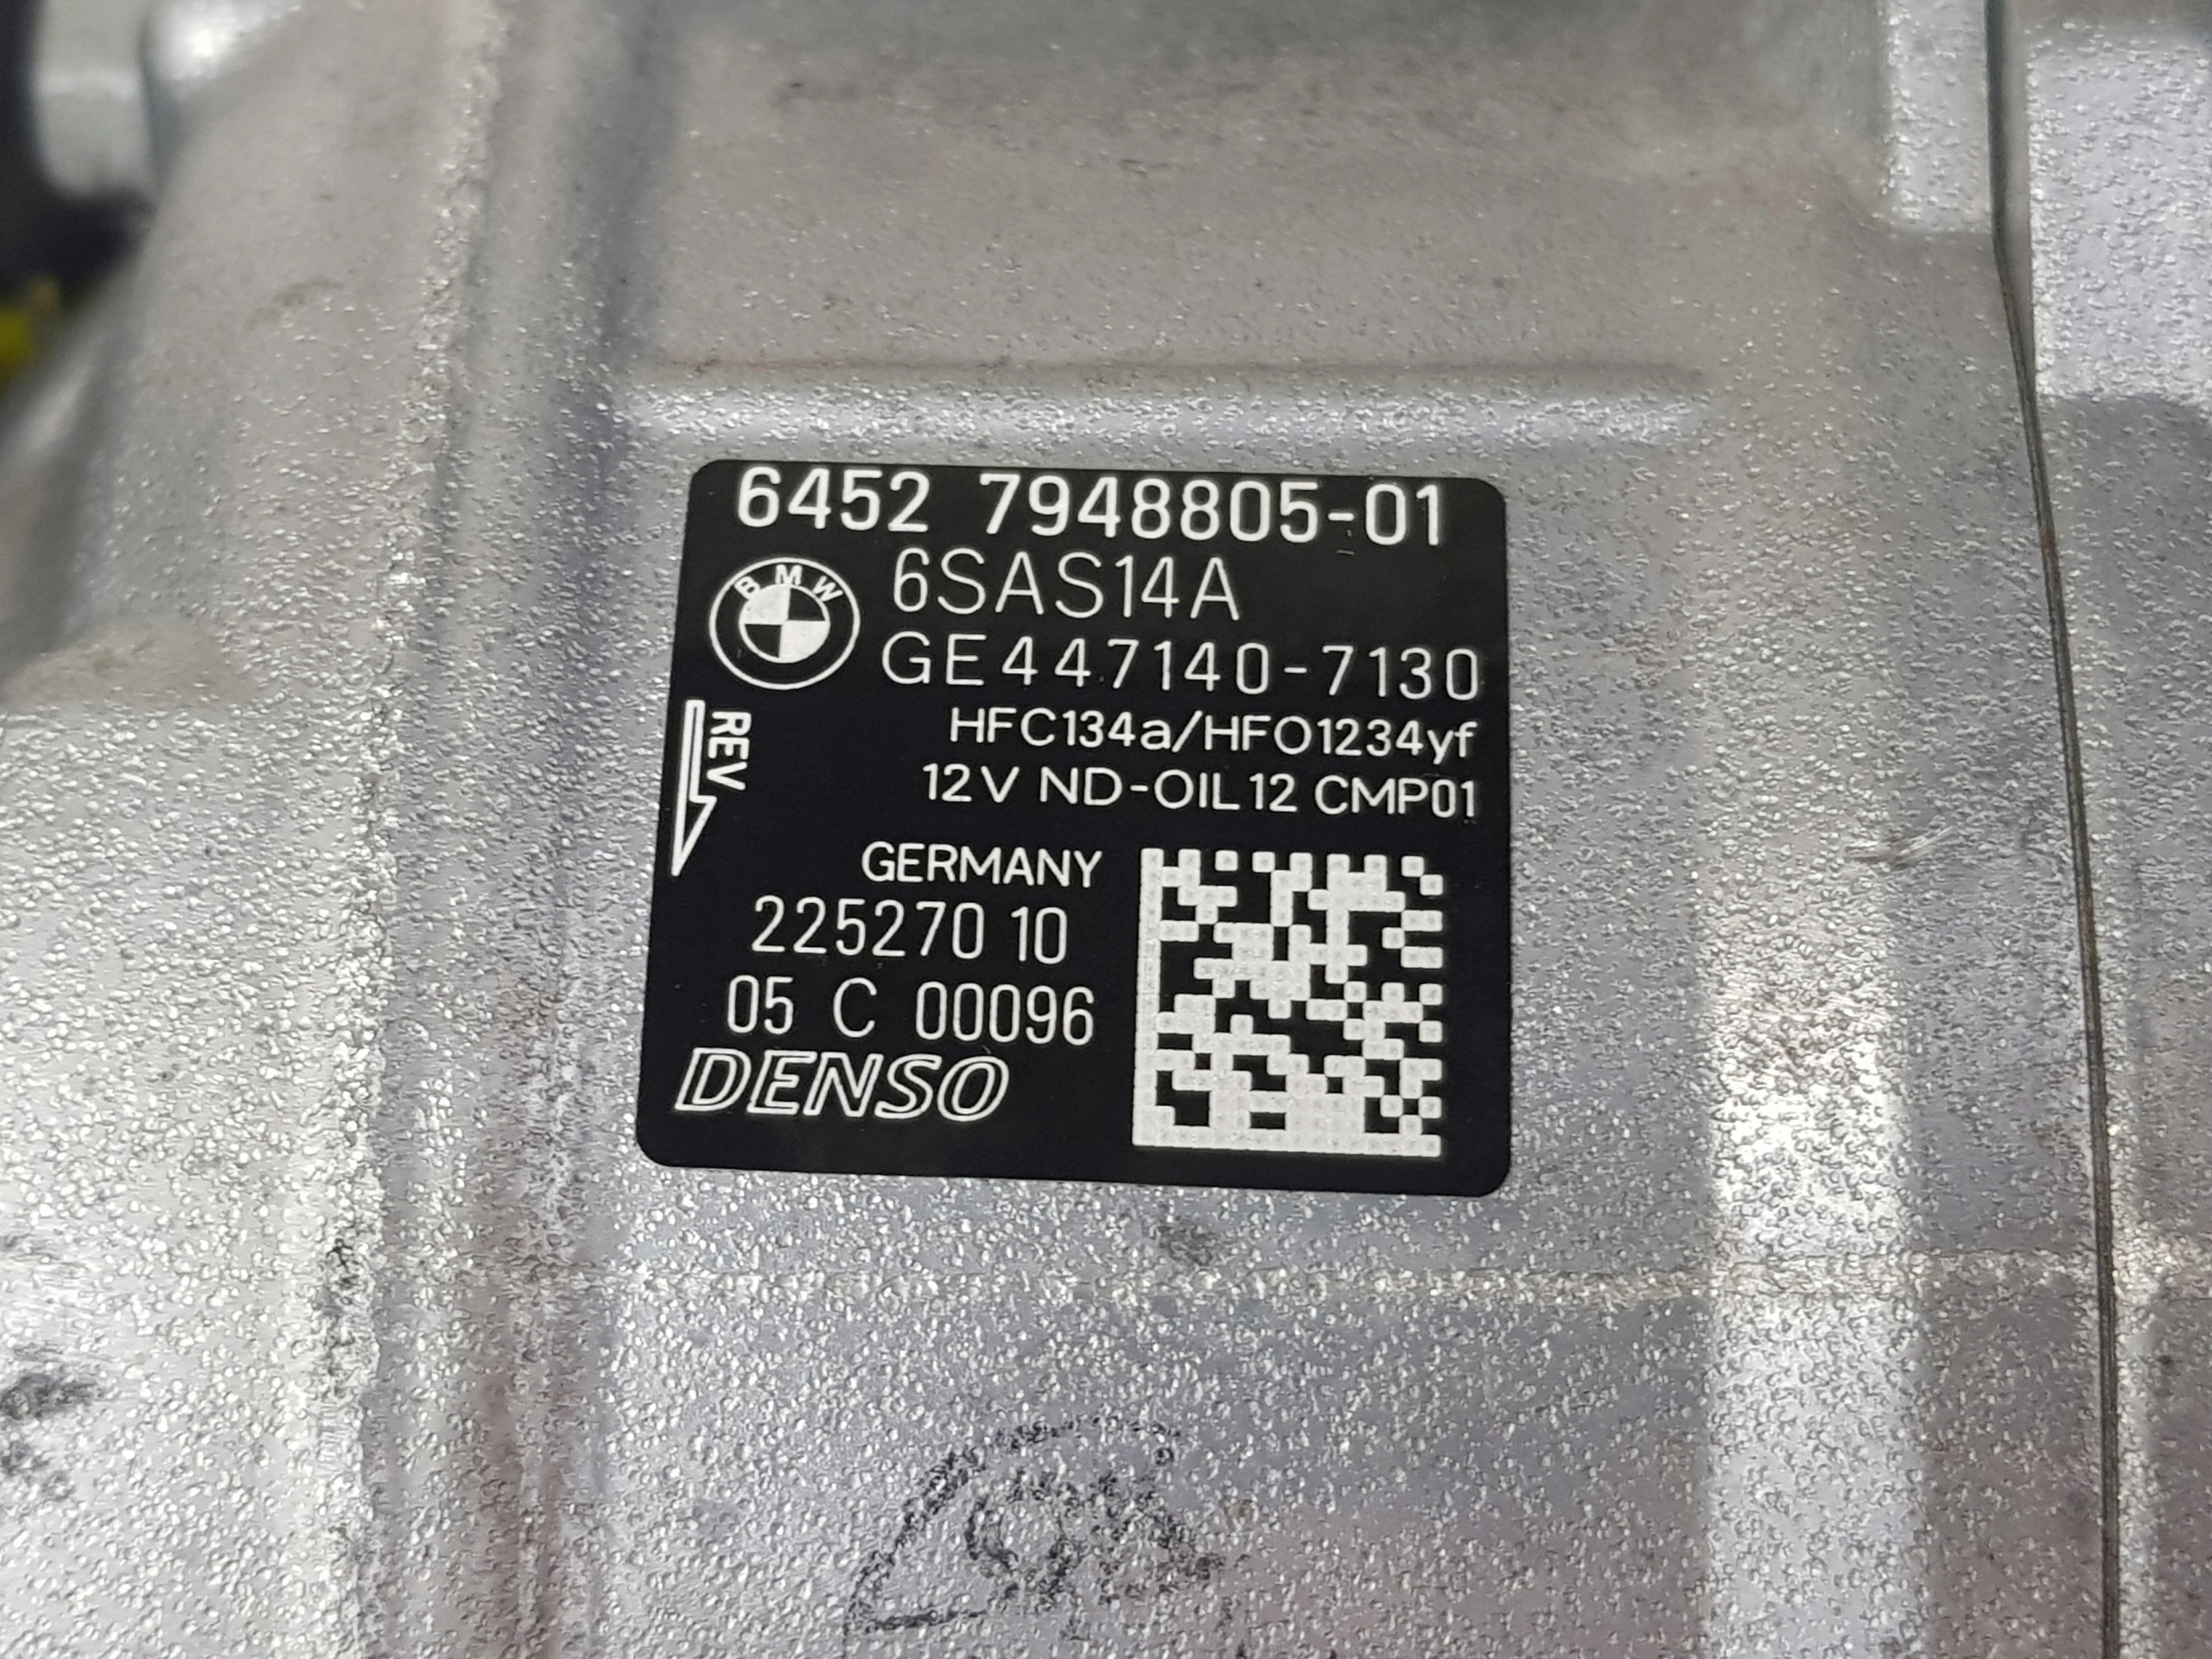 6452 7948805-01
BMW
6SAS14A
GE447140-7130
REV
HFC134a/HFO1234yf
12V ND-OIL12 CMP01
GERMANY
225270 10
05 C 00096
DENSO